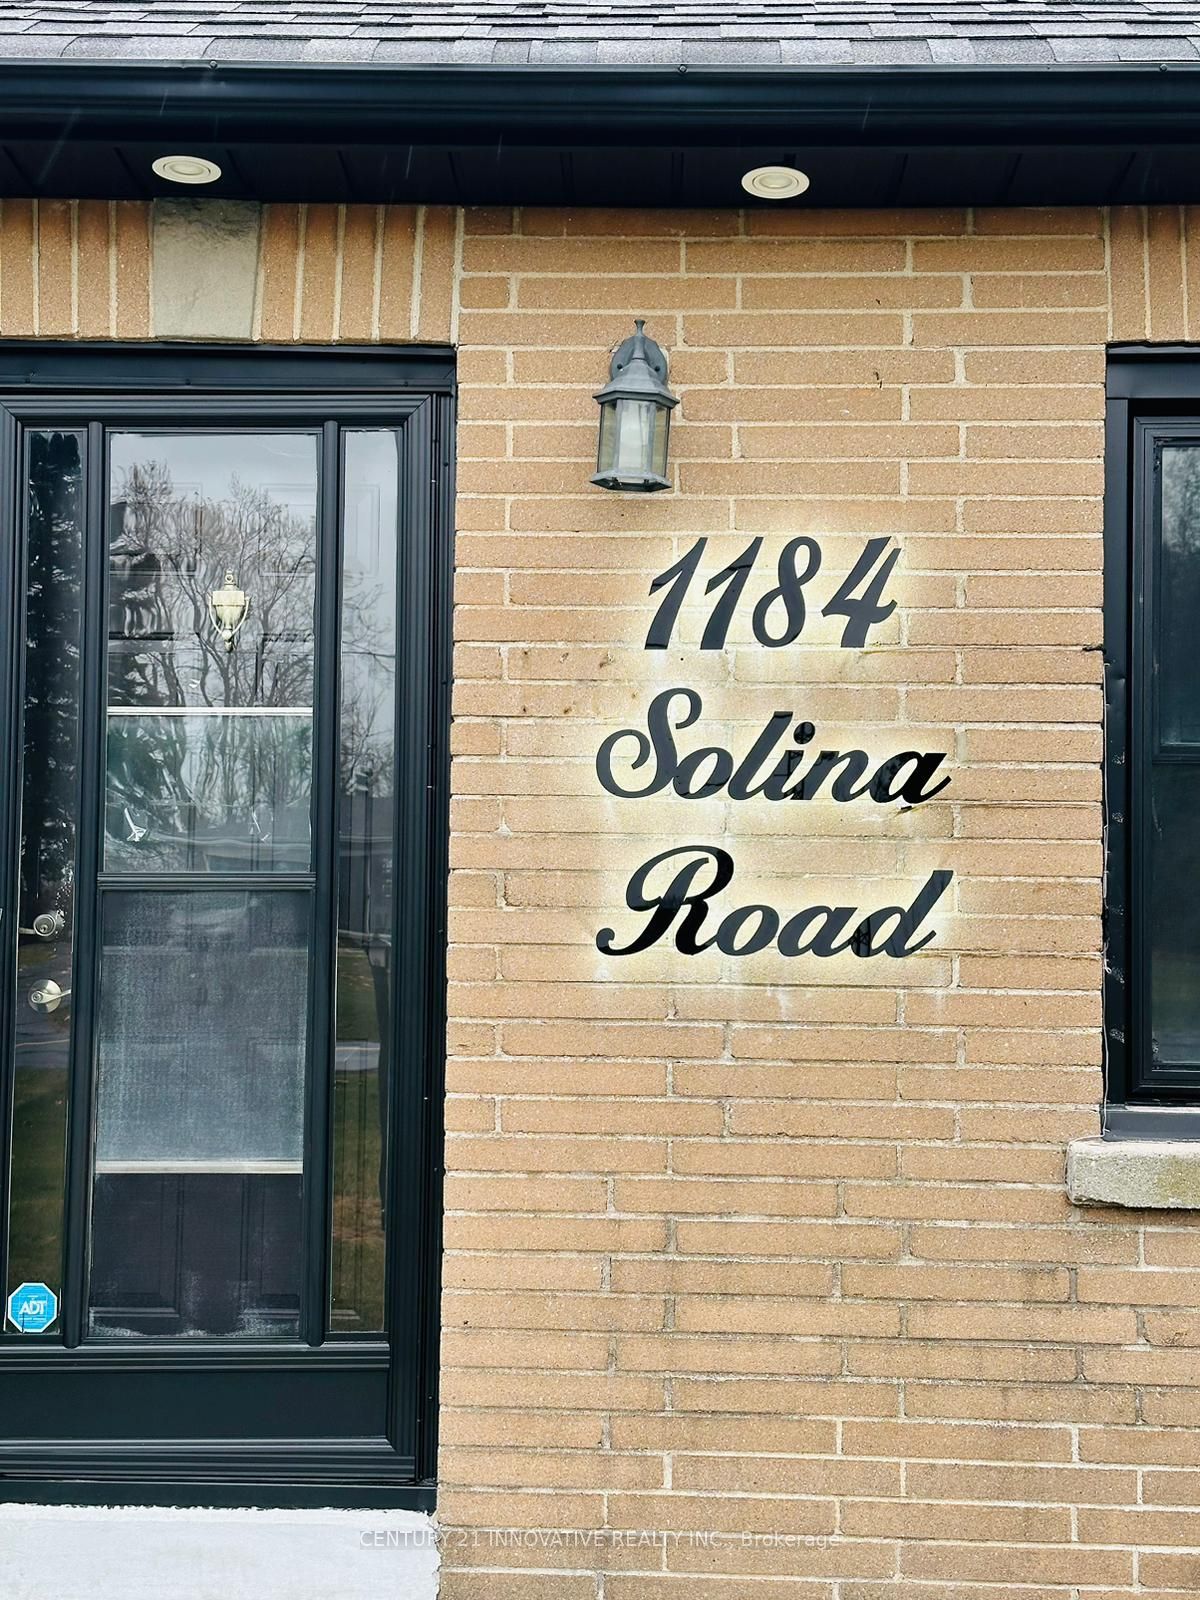 1184
Solina
Road
ADT
CENTURY 21 INNOVATIVE REALTY INC., Brokerage